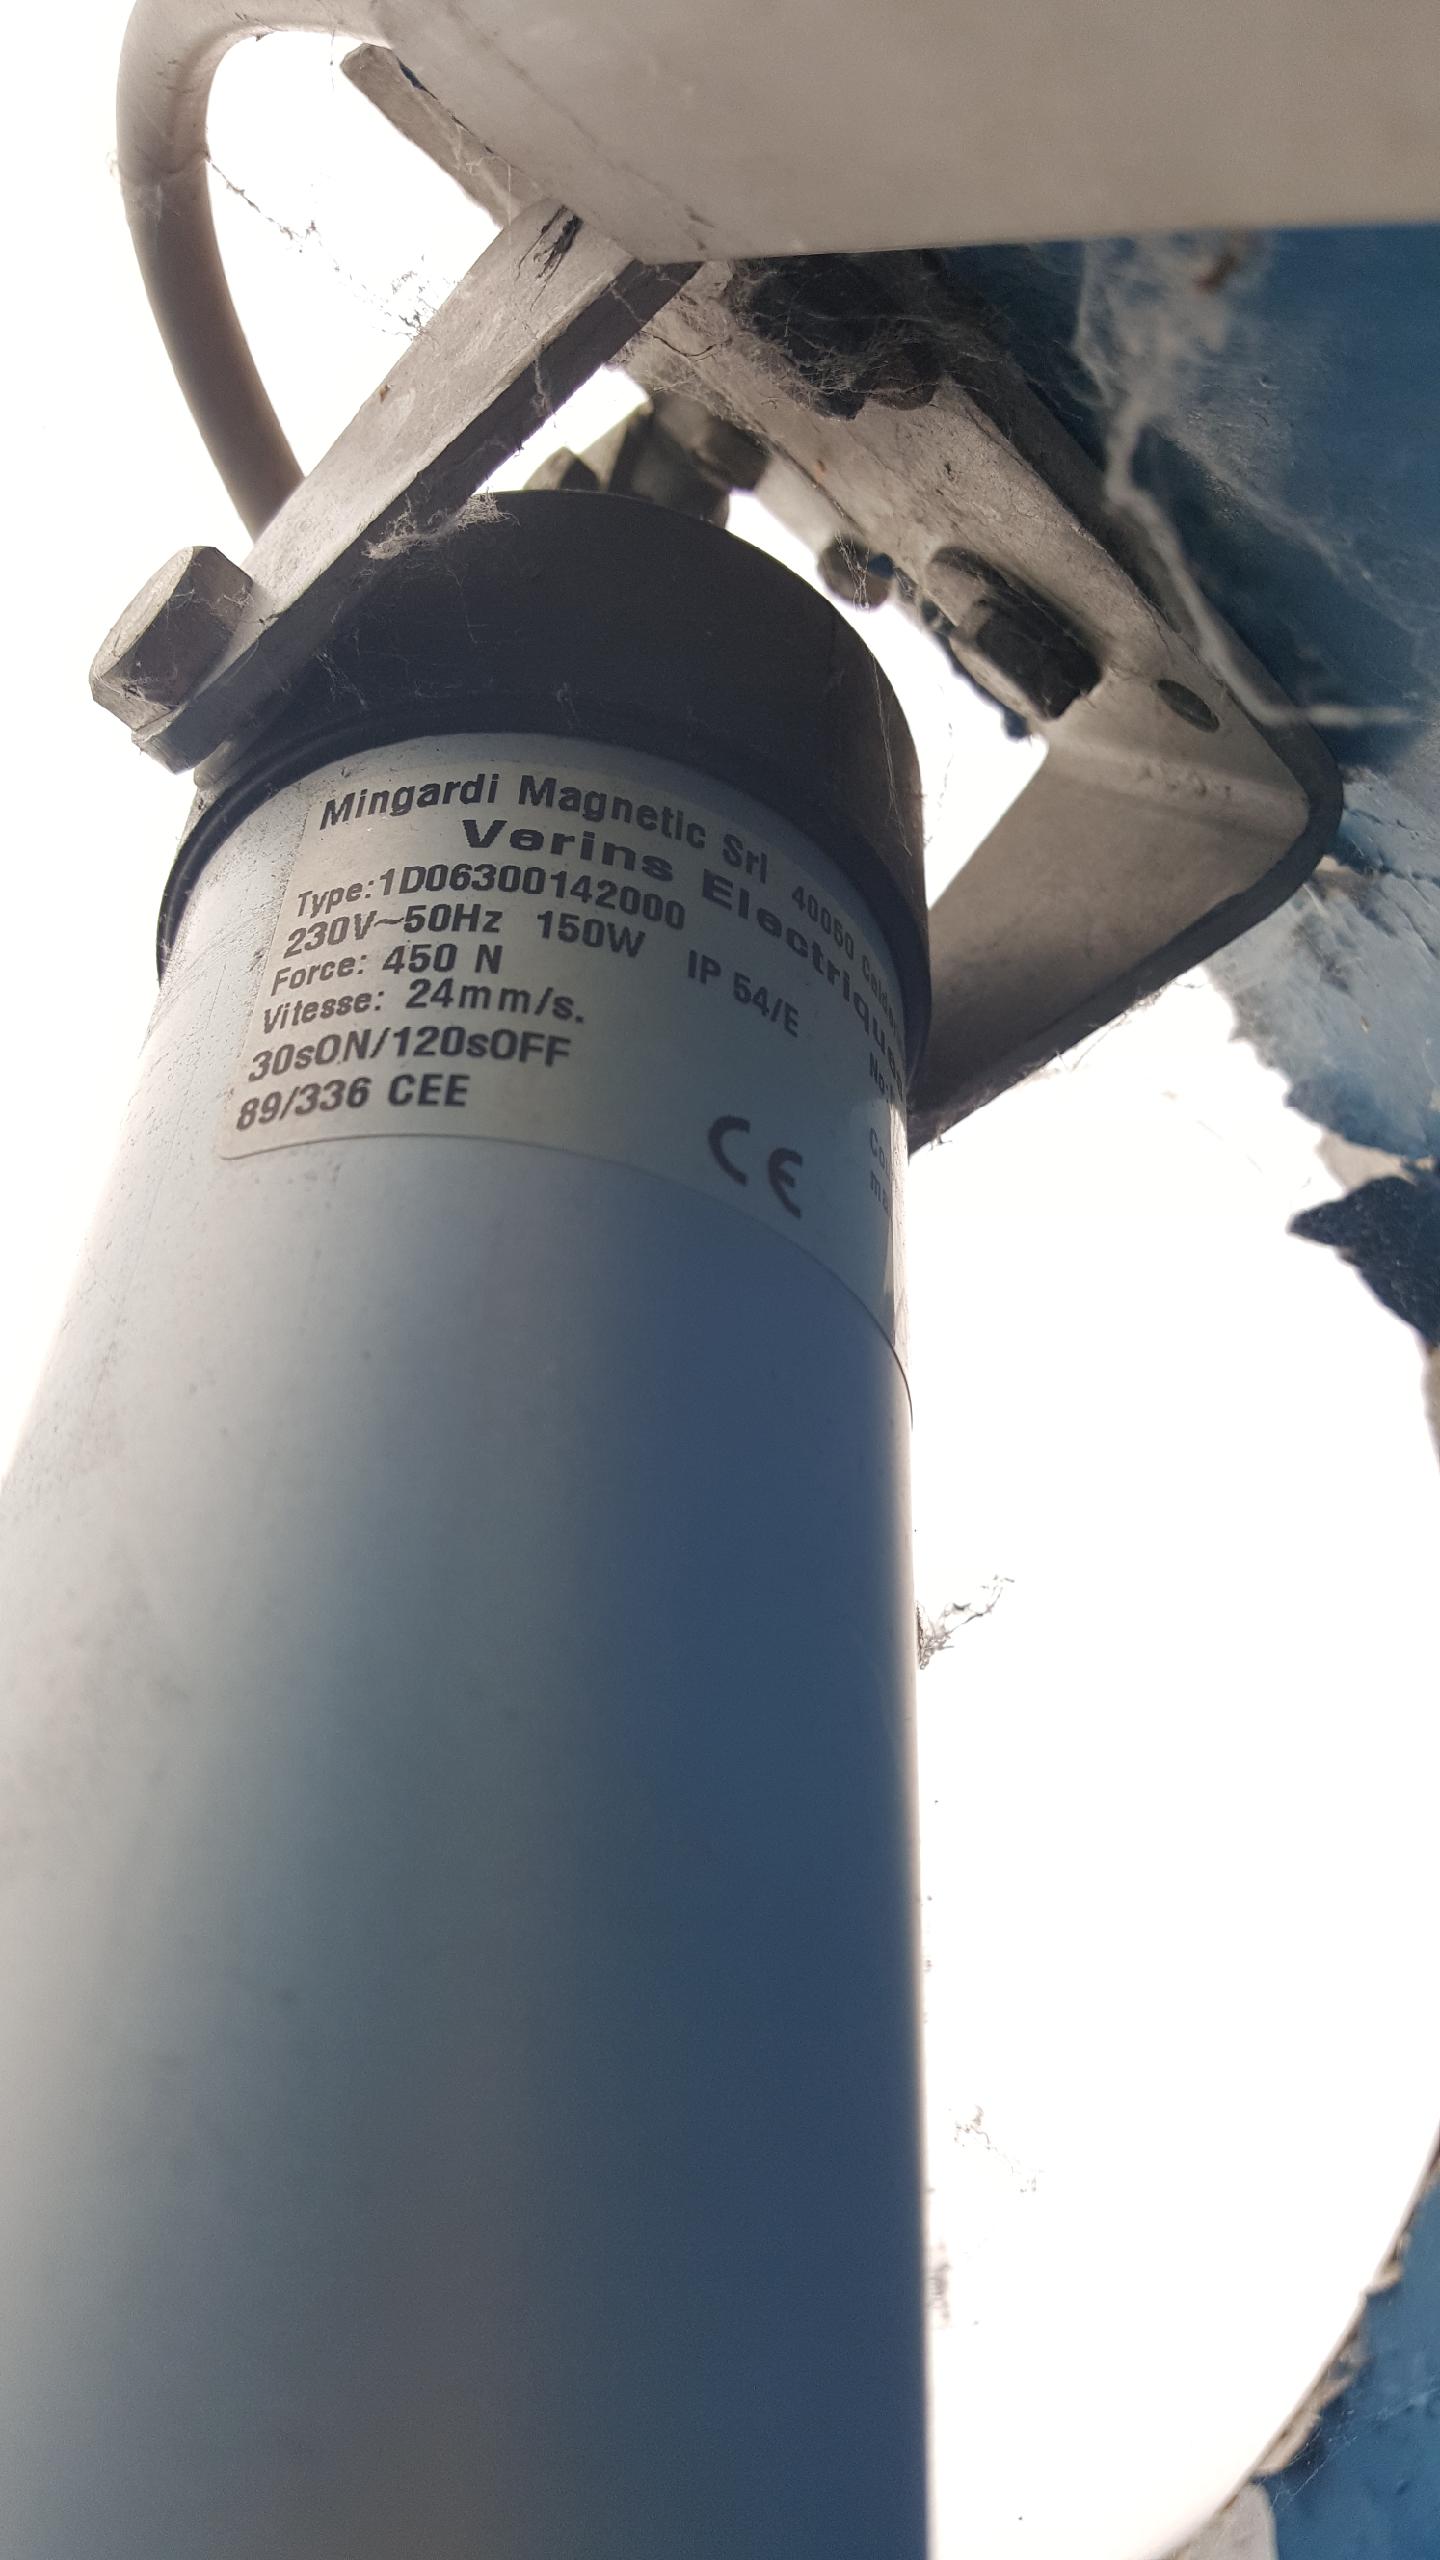 Mingardi Magnetic Srl 40060
Verins Electriques
Type:1D06300142000
230V~50Hz 150W IP 54/E
Force: 450 N
Vitesse: 24mm/s.
30sON/120sOFF
89/336 CEE
CE